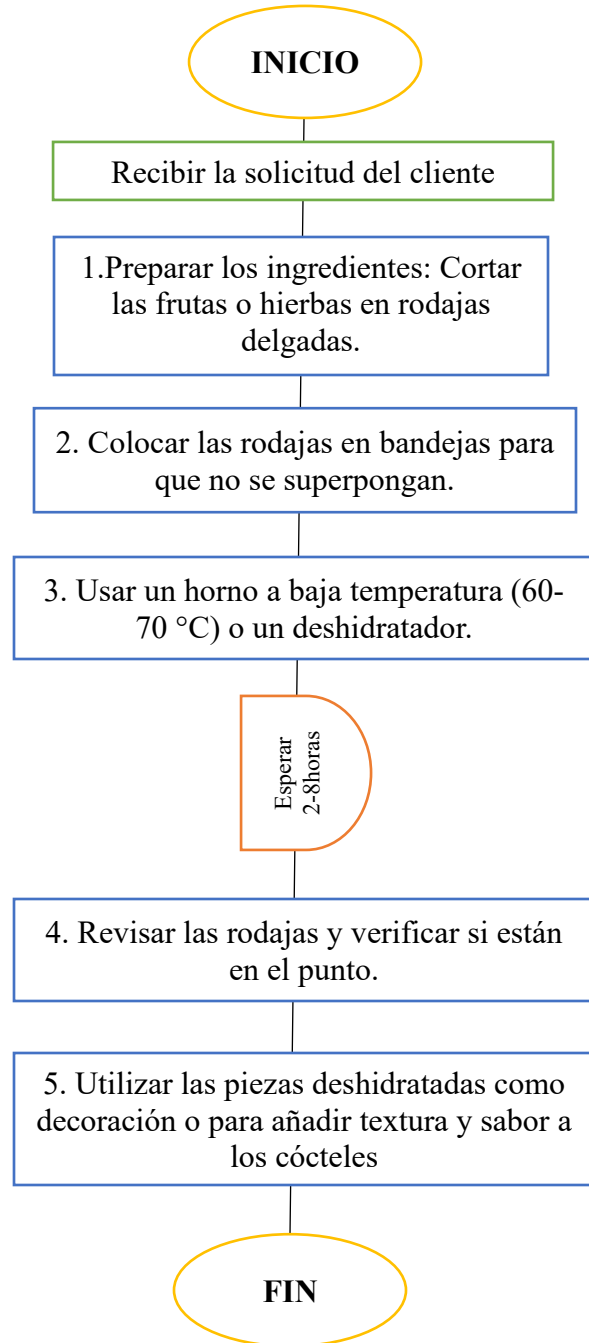 INICIO
Recibir la solicitud del cliente
1.Preparar los ingredientes: Cortar
las frutas o hierbas en rodajas
delgadas.
2. Colocar las rodajas en bandejas para
que no se superpongan.
3. Usar un horno a baja temperatura (60-
70 °C) o un deshidratador.
Esperar
2-8horas
4. Revisar las rodajas y verificar si están
en el punto.
5. Utilizar las piezas deshidratadas como
decoración o para añadir textura y sabor a
los cócteles
FIN